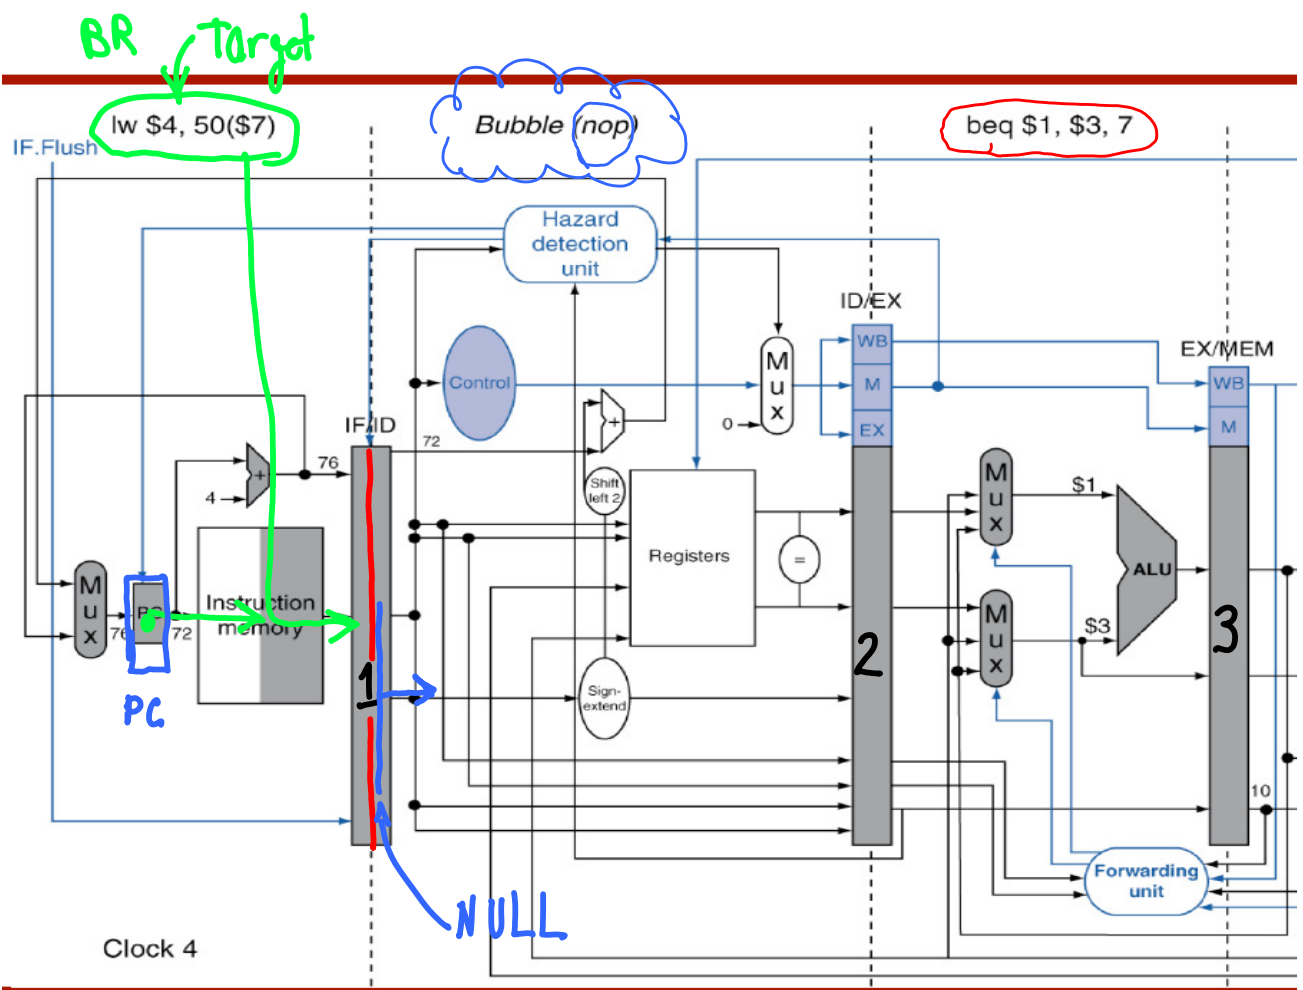 BR Target
lw $4, 50($7)
Bubble (nop)
beq $1, $3, 7
IF.Flush
Hazard
detection
unit
ID/EX
WB
M
EX
EX/MEM
WB
M
Control
M
u
x
0
+
IF/ID
72
76
+
4
Shift
left 2
M
u
x
$1
Registers
=
ALU
M
u
x
PC
76
72
Instruction
memory
M
u
x
$3
1
2
3
Sign-
extend
PC
10
Forwarding
unit
NULL
Clock 4